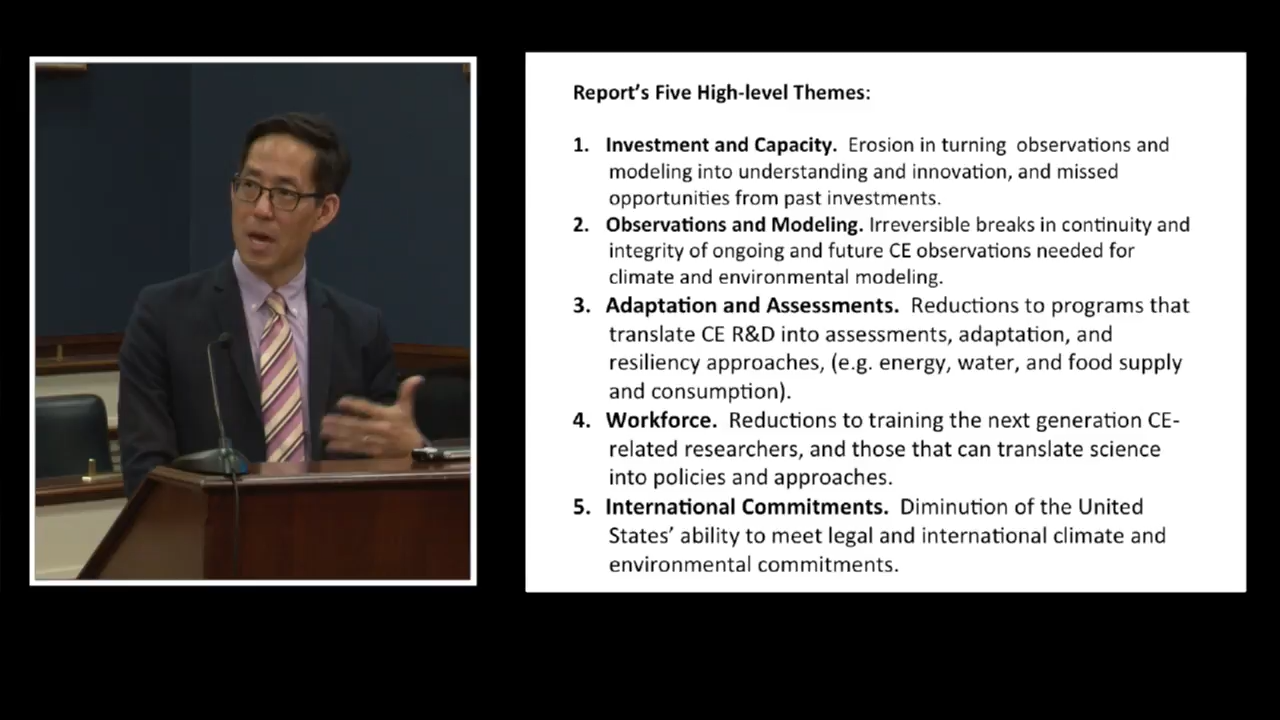 Report's Five High-level Themes:
1. Investment and Capacity. Erosion in turning observations and
modeling into understanding and innovation, and missed
opportunities from past investments.
2. Observations and Modeling. Irreversible breaks in continuity and
integrity of ongoing and future CE observations needed for
climate and environmental modeling.
3. Adaptation and Assessments. Reductions to programs that
translate CE R&D into assessments, adaptation, and
resiliency approaches, (e.g. energy, water, and food supply
and consumption).
4. Workforce. Reductions to training the next generation CE-
related researchers, and those that can translate science
into policies and approaches.
5. International Commitments. Diminution of the United
States' ability to meet legal and international climate and
environmental commitments.